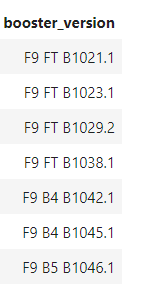 booster_version
F9 FT B1021.1
F9 FT B1023.1
F9 FT B1029.2
F9 FT B1038.1
F9 B4 B1042.1
F9 B4 B1045.1
F9 B5 B1046.1